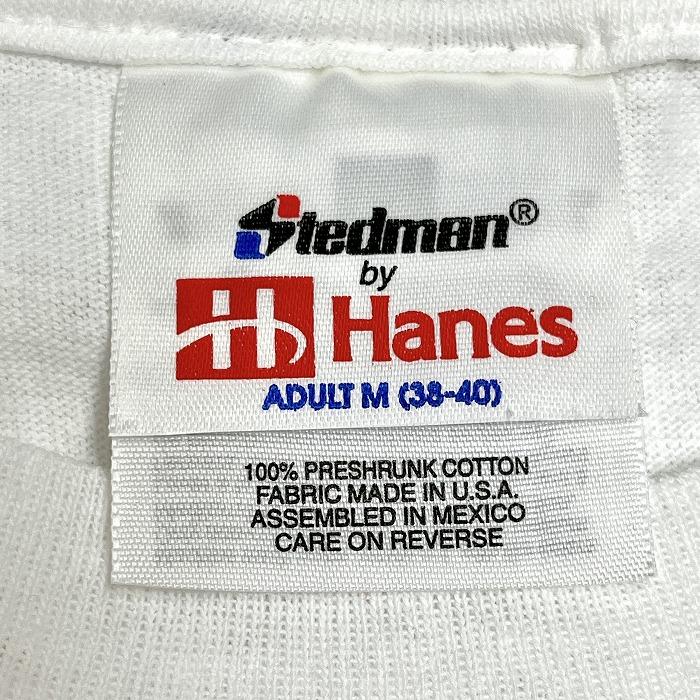 Stedman®
by
H Hanes
ADULT M (38-40)
100% PRESHRUNK COTTON
FABRIC MADE IN U.S.A.
ASSEMBLED IN MEXICO
CARE ON REVERSE